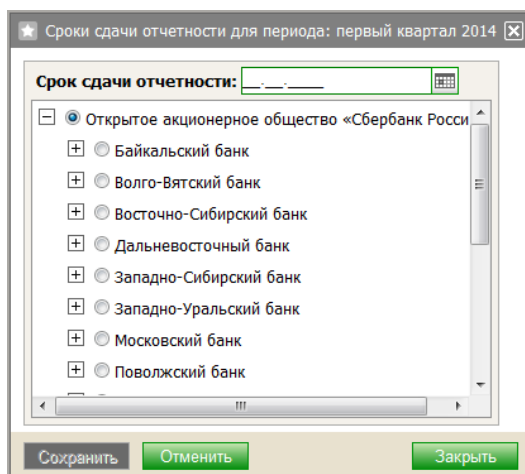 Сроки сдачи отчетности для периода: первый квартал 2014
Срок сдачи отчетности: __.__.____
Открытое акционерное общество «Сбербанк Росси
Байкальский банк
Волго-Вятский банк
Восточно-Сибирский банк
Дальневосточный банк
Западно-Сибирский банк
Западно-Уральский банк
Московский банк
Поволжский банк
Сохранить Отменить Закрыть